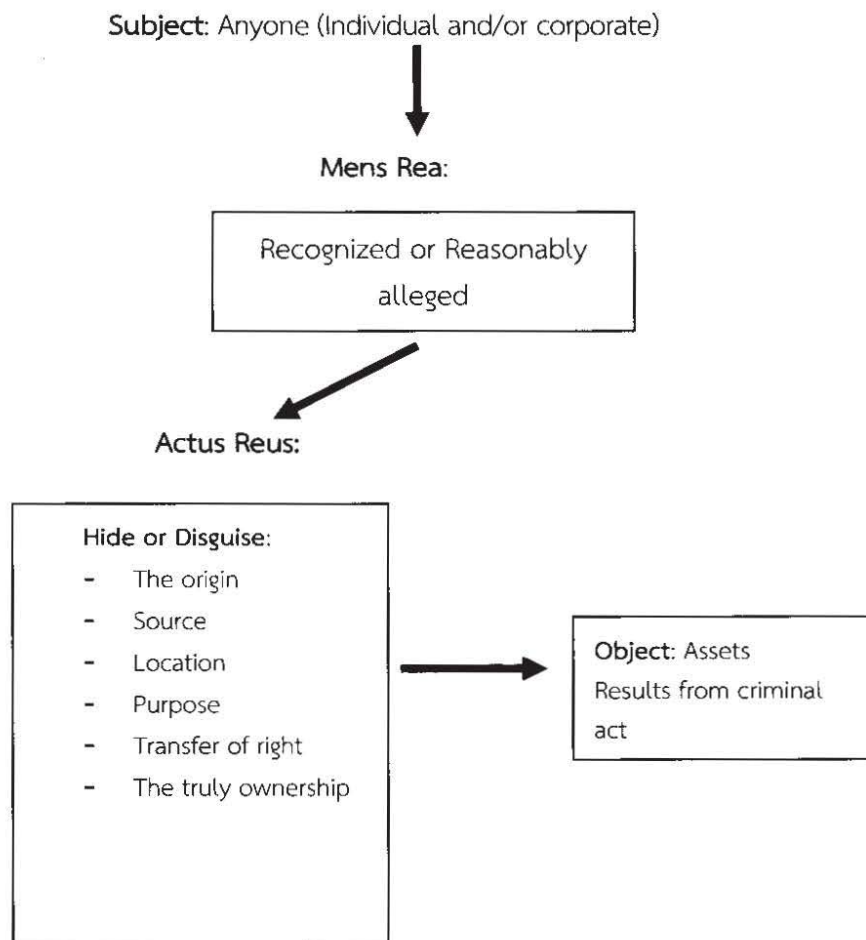 Subject: Anyone (Individual and/or corporate)
Mens Rea:
Recognized or Reasonably
alleged
Actus Reus:
Hide or Disguise:
- The origin
- Source
- Location
- Purpose
- Transfer of right
- The truly ownership
Object: Assets
Results from criminal
act